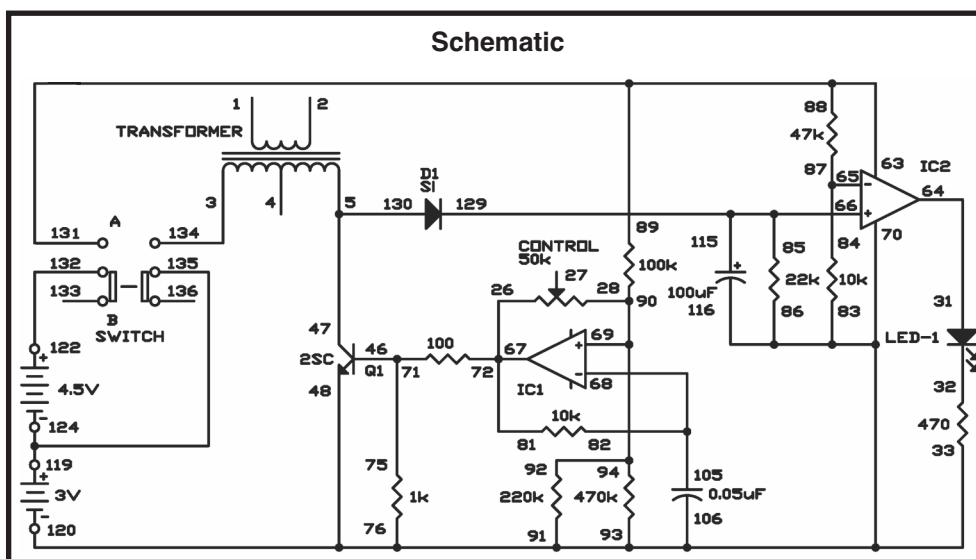 Schematic
1 2 88
TRANSFORMER 47k
87 63 IC2
D1
SI 65 - 64
3 4 5 130 129 66 +
A 89 70
131 134 115 85 84
CONTROL
132 135 50k 27 100k + 22k 10k
133 136 26 28 90 100uF 86 83 31
B 116
SWITCH 47 69 LED-1
122 46 100 67 +
2SC Q1 71 72 - 68 32
+ 48 IC1
4.5V 470
- 10k 33
124 81 82
119 75 92 94 105
+ 1k 220k 470k 0.05uF
3V 76 106
- 91 93
120